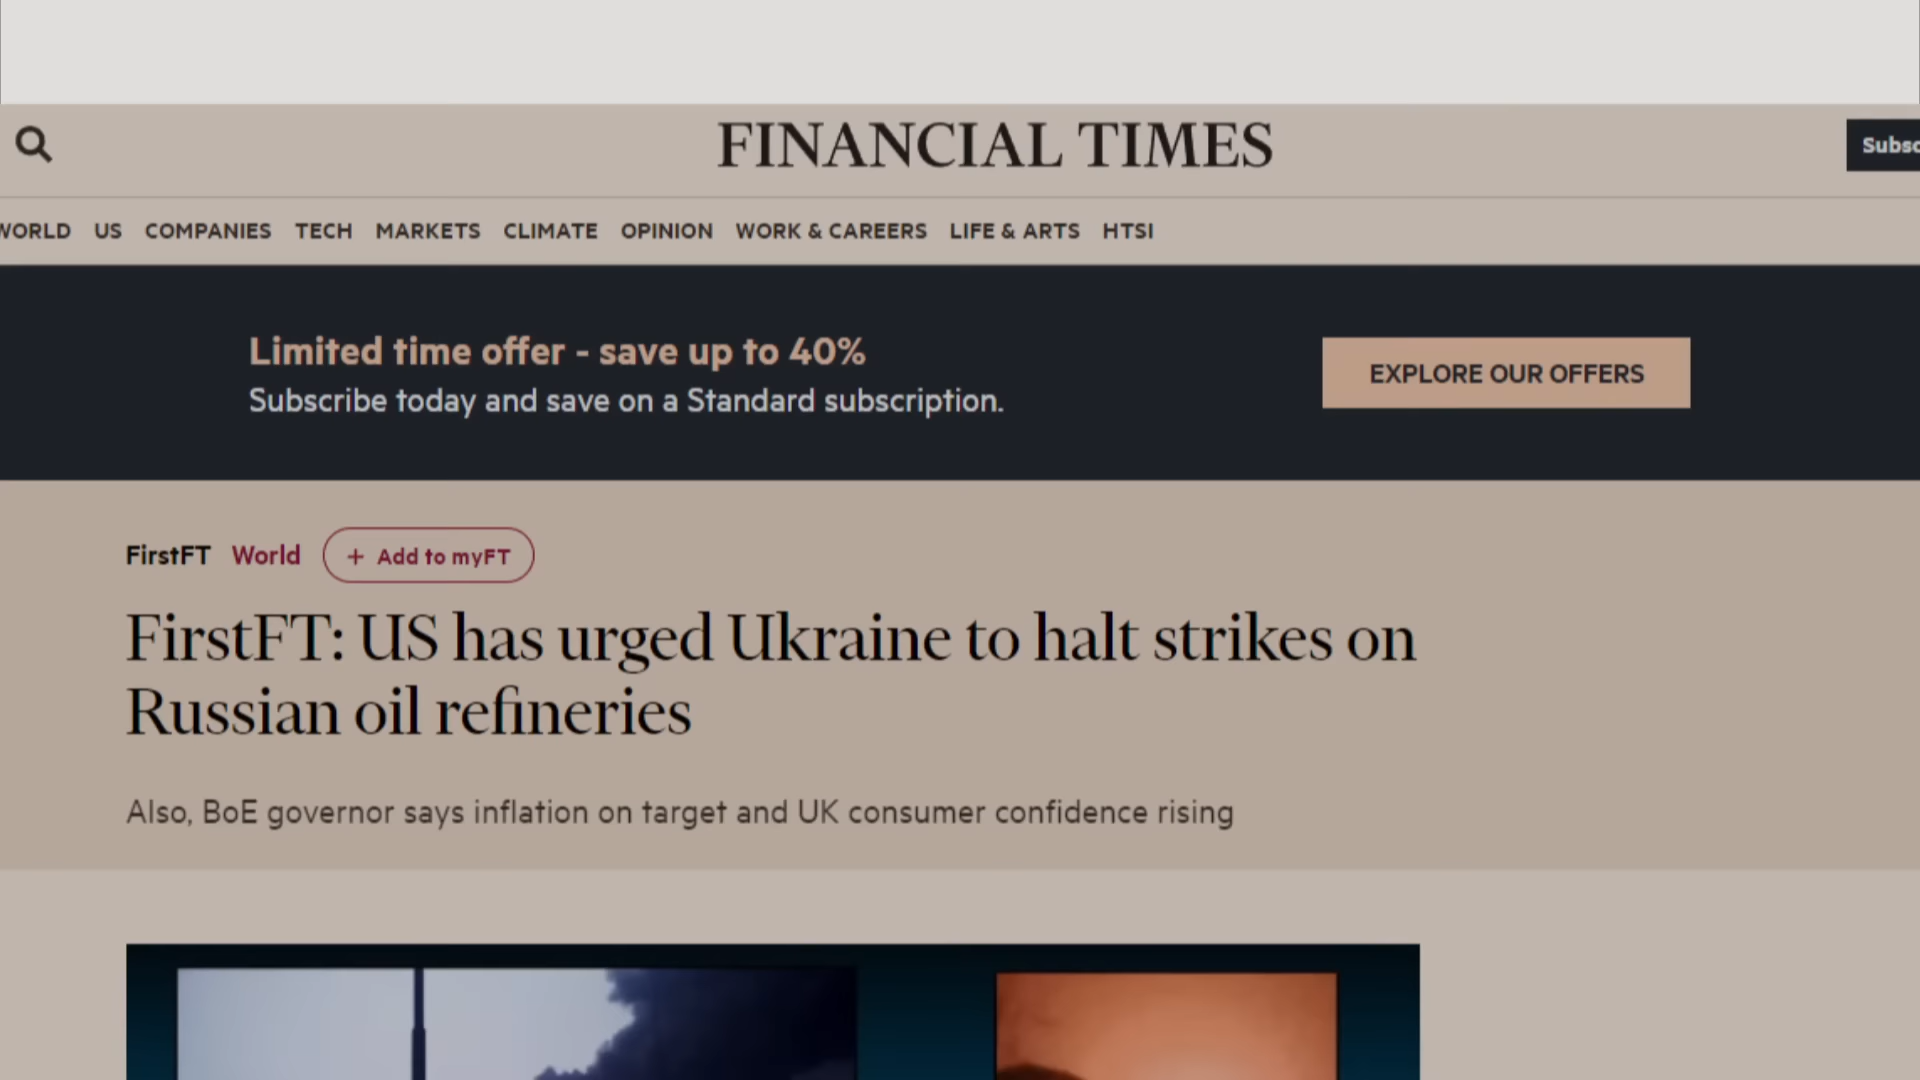 FINANCIAL TIMES
WORLD US COMPANIES TECH MARKETS CLIMATE OPINION WORK & CAREERS LIFE & ARTS HTSI
Limited time offer - save up to 40%
Subscribe today and save on a Standard subscription.
EXPLORE OUR OFFERS
FirstFT World + Add to myFT
FirstFT: US has urged Ukraine to halt strikes on
Russian oil refineries
Also, BoE governor says inflation on target and UK consumer confidence rising